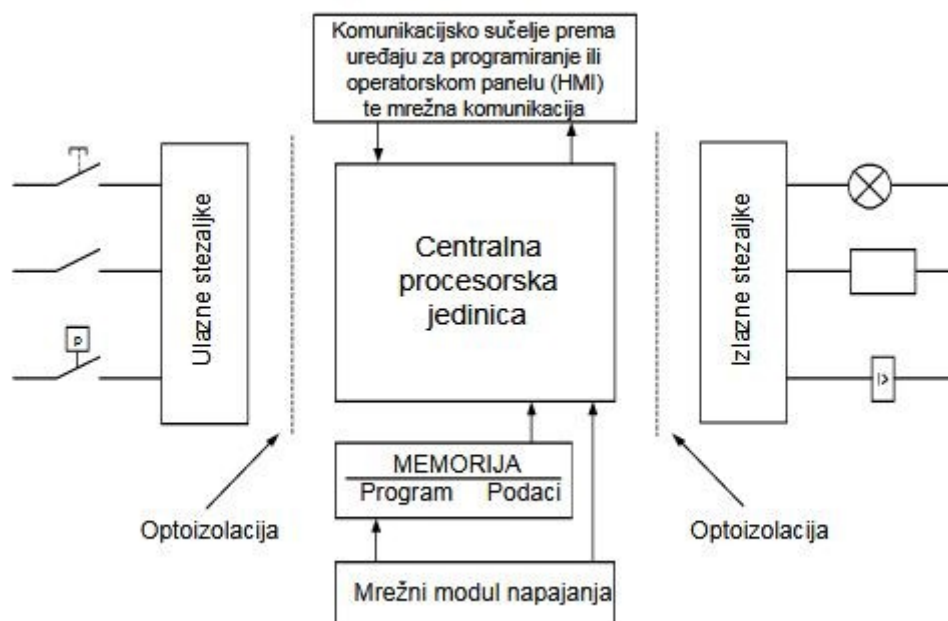 Komunikacijsko sučelje prema
uređaju za programiranje ili
operatorskom panelu (HMI)
te mrežna komunikacija
Ulazne stezaljke
p
Centralna
procesorska
jedinica
Izlazne stezaljke
I>
MEMORIJA
Program Podaci
Optoizolacija
Optoizolacija
Mrežni modul napajanja